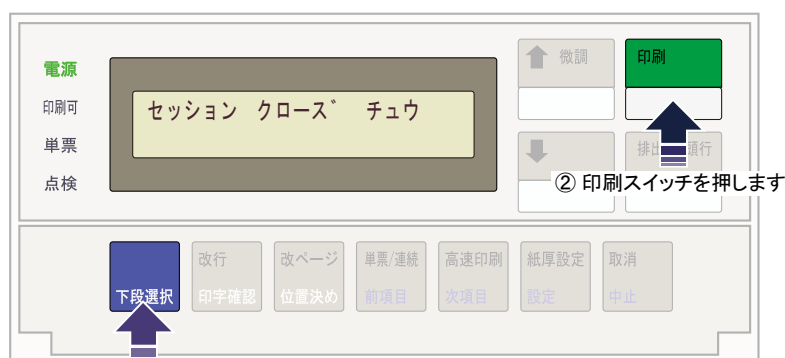 電源
印刷可
単票
点検
セッション クローズ゛ チュウ
微調
印刷
排出 頭行
② 印刷スイッチを押します
下段選択
改行
印字確認
改ページ
位置決め
単票/連続
前項目
高速印刷
次項目
紙厚設定
設定
取消
中止